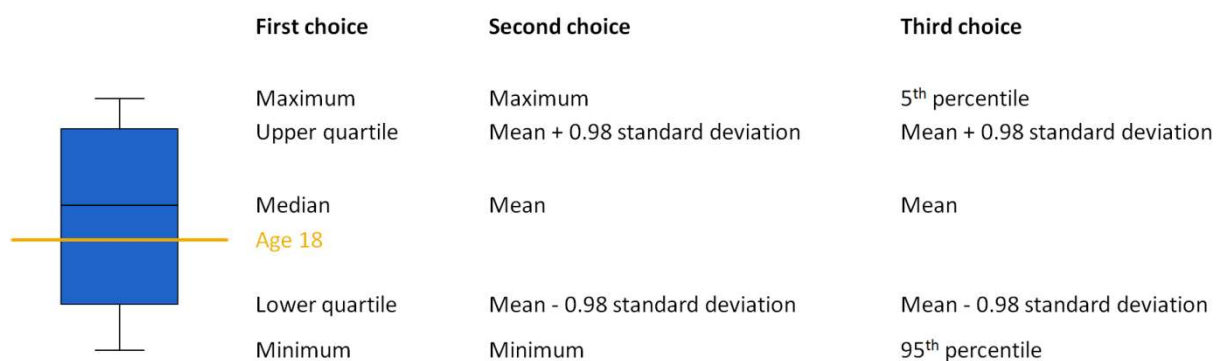 First choice Second choice Third choice
Maximum Maximum 5th percentile
Upper quartile Mean + 0.98 standard deviation Mean + 0.98 standard deviation
Median Mean Mean
Age 18
Lower quartile Mean - 0.98 standard deviation Mean - 0.98 standard deviation
Minimum Minimum 95th percentile